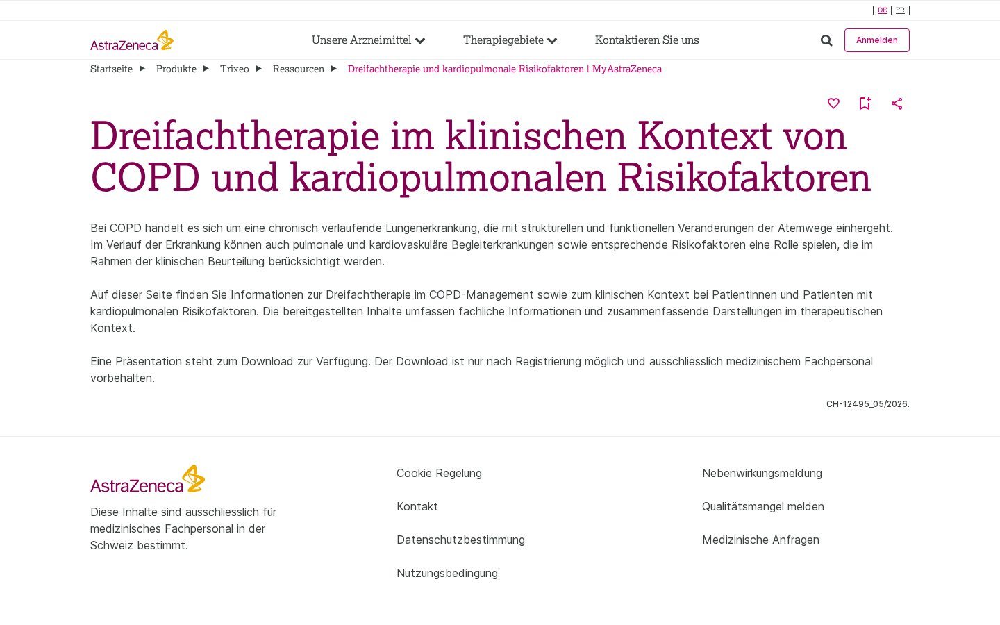 | DE | FR |
AstraZeneca
Unsere Arzneimittel
Therapiegebiete
Kontaktieren Sie uns
Anmelden
Startseite
Produkte
Trixeo
Ressourcen
Dreifachtherapie und kardiopulmonale Risikofaktoren | MyAstraZeneca
Dreifachtherapie im klinischen Kontext von
COPD und kardiopulmonalen Risikofaktoren
Bei COPD handelt es sich um eine chronisch verlaufende Lungenerkrankung, die mit strukturellen und funktionellen Veränderungen der Atemwege einhergeht.
Im Verlauf der Erkrankung können auch pulmonale und kardiovaskuläre Begleiterkrankungen sowie entsprechende Risikofaktoren eine Rolle spielen, die im
Rahmen der klinischen Beurteilung berücksichtigt werden.
Auf dieser Seite finden Sie Informationen zur Dreifachtherapie im COPD-Management sowie zum klinischen Kontext bei Patientinnen und Patienten mit
kardiopulmonalen Risikofaktoren. Die bereitgestellten Inhalte umfassen fachliche Informationen und zusammenfassende Darstellungen im therapeutischen
Kontext.
Eine Präsentation steht zum Download zur Verfügung. Der Download ist nur nach Registrierung möglich und ausschliesslich medizinischem Fachpersonal
vorbehalten.
CH-12495_05/2026.
AstraZeneca
Diese Inhalte sind ausschliesslich für
medizinisches Fachpersonal in der
Schweiz bestimmt.
Cookie Regelung
Kontakt
Datenschutzbestimmung
Nutzungsbedingung
Nebenwirkungsmeldung
Qualitätsmangel melden
Medizinische Anfragen